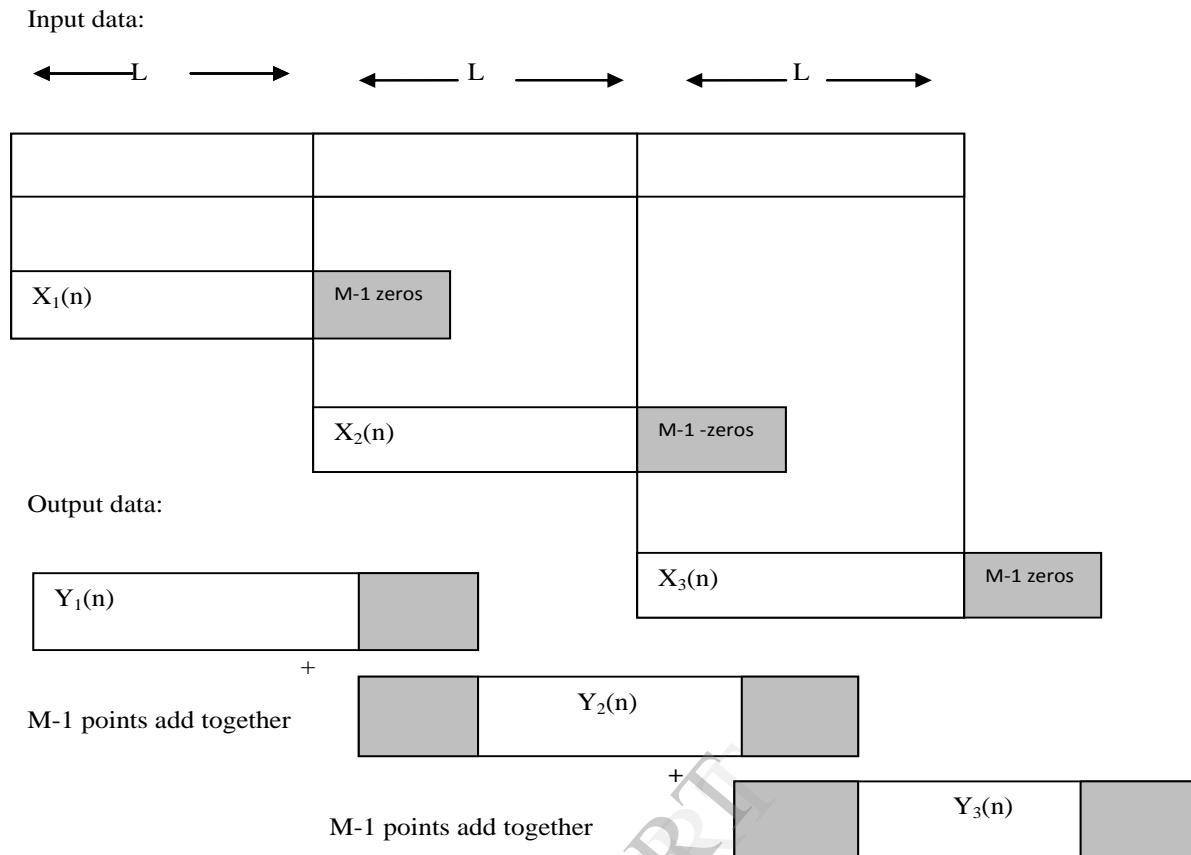 Input data:
L L L
X₁(n) M-1 zeros
X₂(n) M-1 -zeros
Output data:
X₃(n) M-1 zeros
Y₁(n)
+
Y₂(n)
M-1 points add together
+
Y₃(n)
M-1 points add together